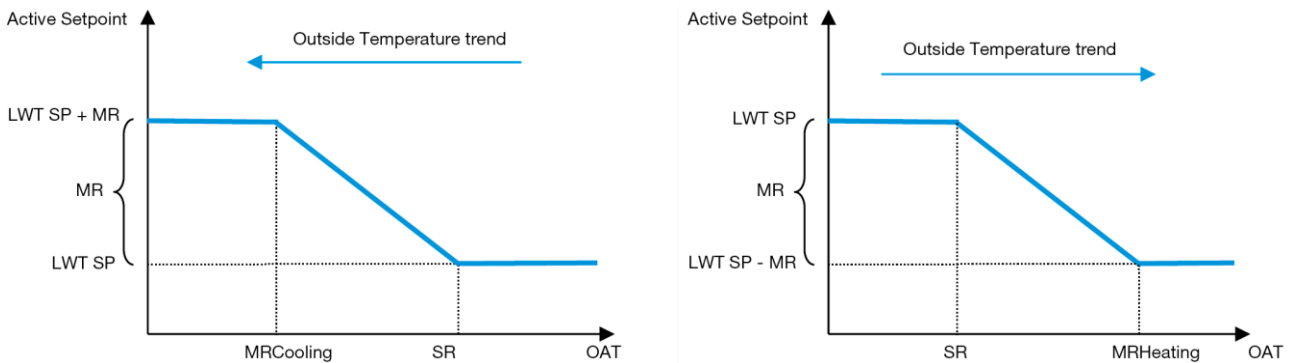 Active Setpoint
Outside Temperature trend
LWT SP + MR
MR
LWT SP
MRCooling
SR
OAT
Active Setpoint
Outside Temperature trend
LWT SP
MR
LWT SP - MR
SR
MRHeating
OAT